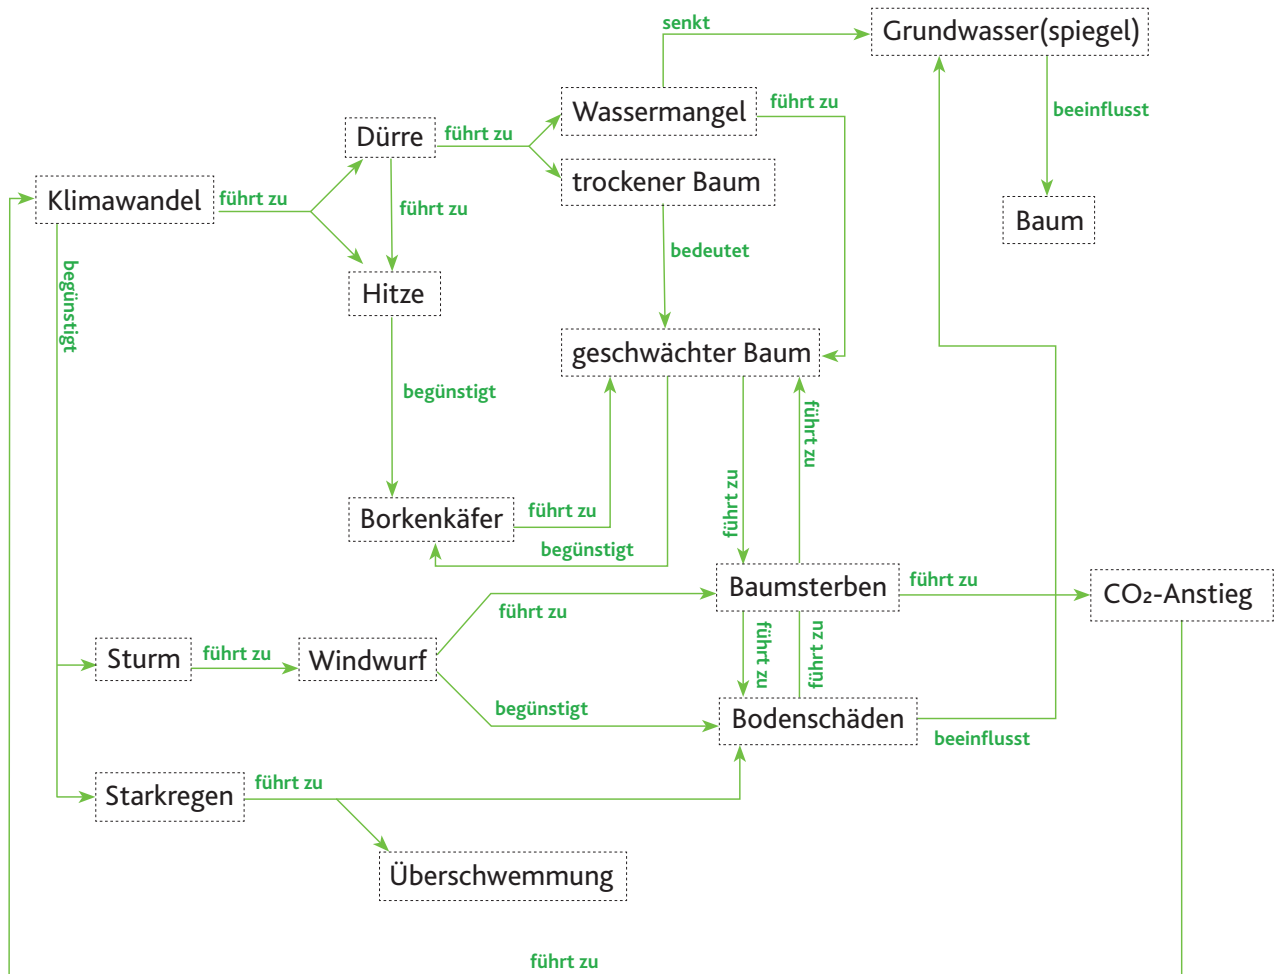 senkt
Grundwasser(spiegel)
Wassermangel
führt zu
beeinflusst
Dürre
führt zu
trockener Baum
Klimawandel
führt zu
führt zu
Baum
bedeutet
begünstigt
Hitze
geschwächter Baum
begünstigt
führt zu
führt zu
Borkenkäfer
führt zu
begünstigt
Baumsterben
führt zu
CO₂-Anstieg
führt zu
Sturm
führt zu
Windwurf
führt zu
führt zu
begünstigt
Bodenschäden
beeinflusst
Starkregen
führt zu
Überschwemmung
führt zu